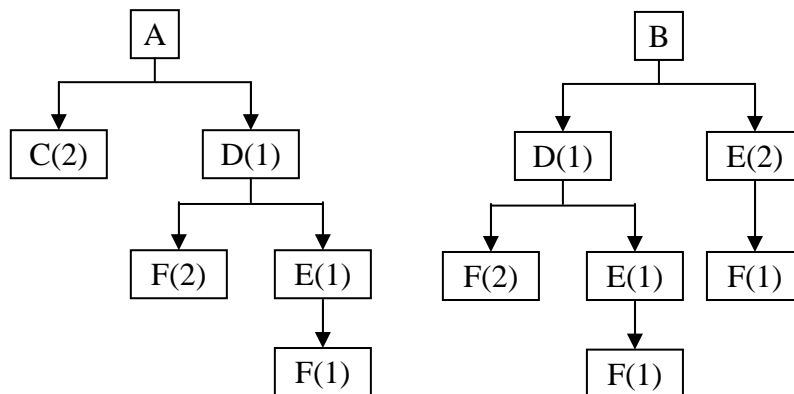 A
B
C(2)
D(1)
D(1)
E(2)
F(2)
E(1)
F(2)
E(1)
F(1)
F(1)
F(1)